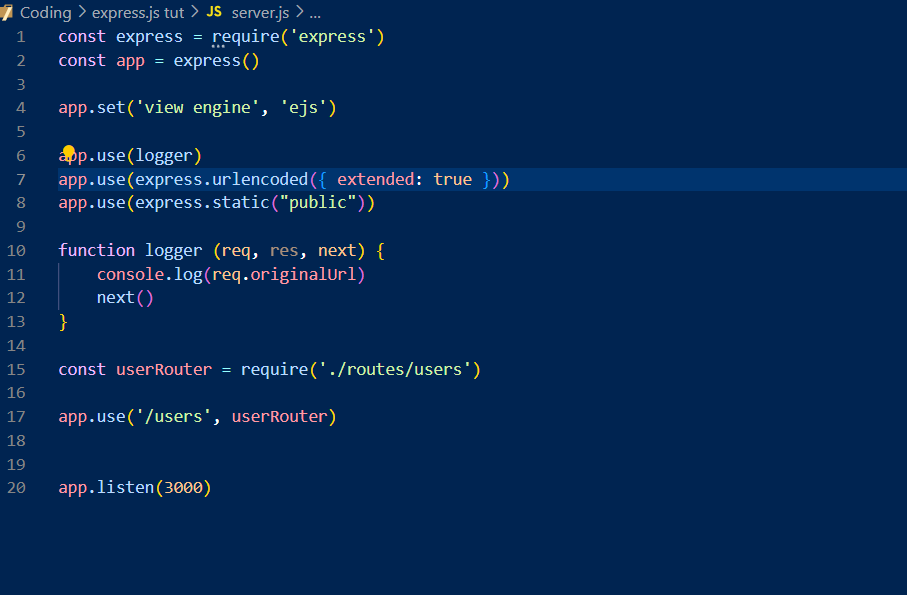 Coding > express.js tut > JS server.js > ...
1 const express = require('express')
2 const app = express()
3
4 app.set('view engine', 'ejs')
5
6 app.use(logger)
7 app.use(express.urlencoded({ extended: true }))
8 app.use(express.static("public"))
9
10 function logger (req, res, next) {
11     console.log(req.originalUrl)
12     next()
13 }
14
15 const userRouter = require('./routes/users')
16
17 app.use('/users', userRouter)
18
19
20 app.listen(3000)